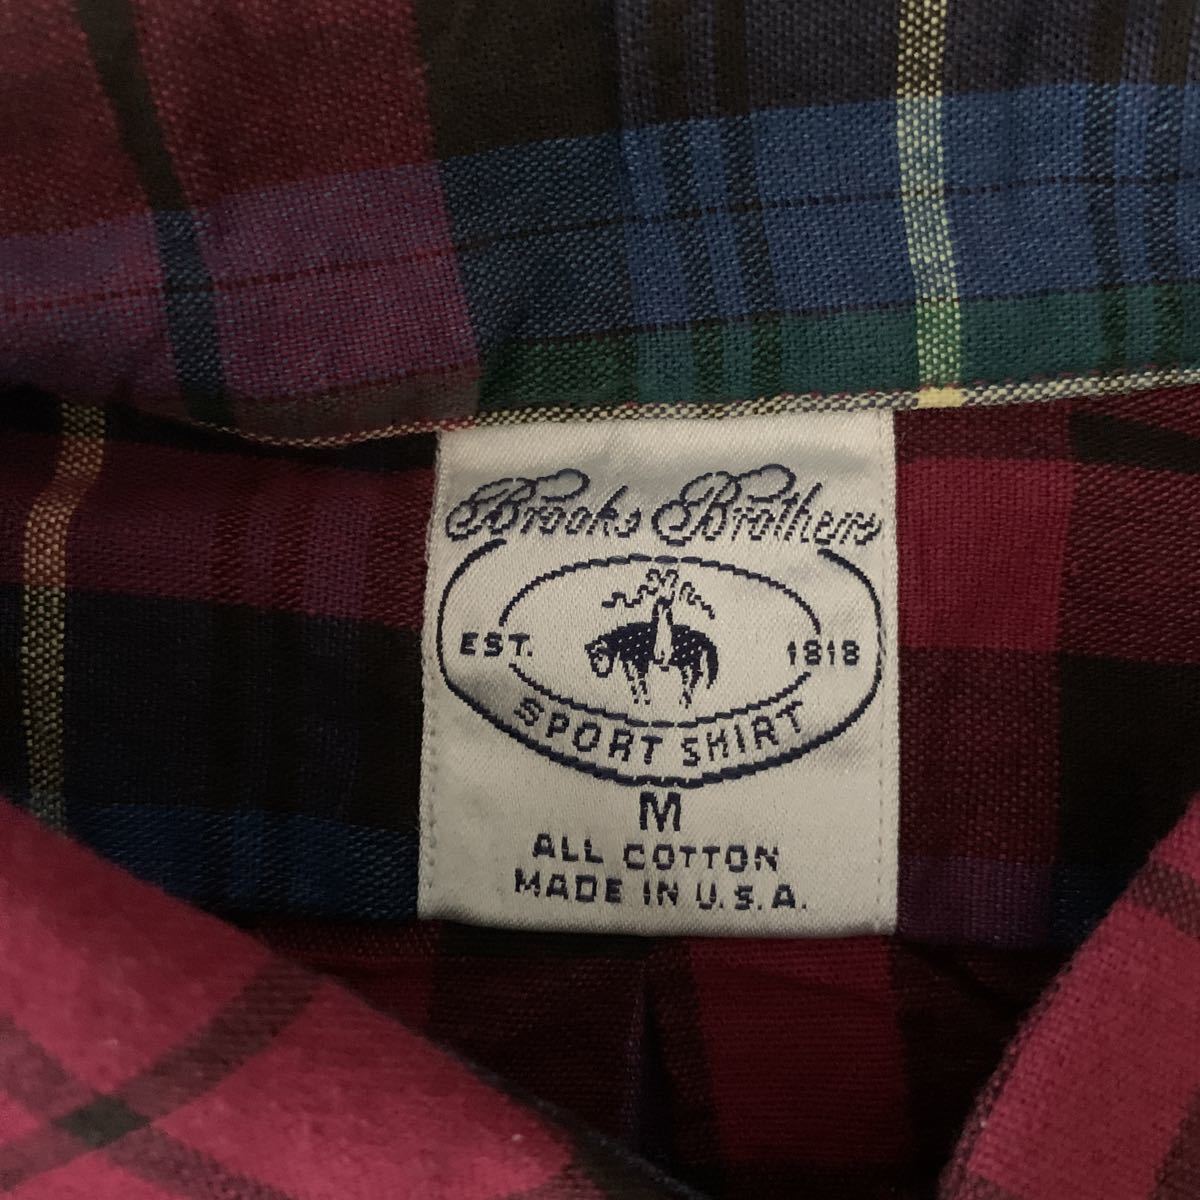 Brooks Brothers
EST. 1818
SPORT SHIRT
M
ALL COTTON
MADE IN U.S.A.